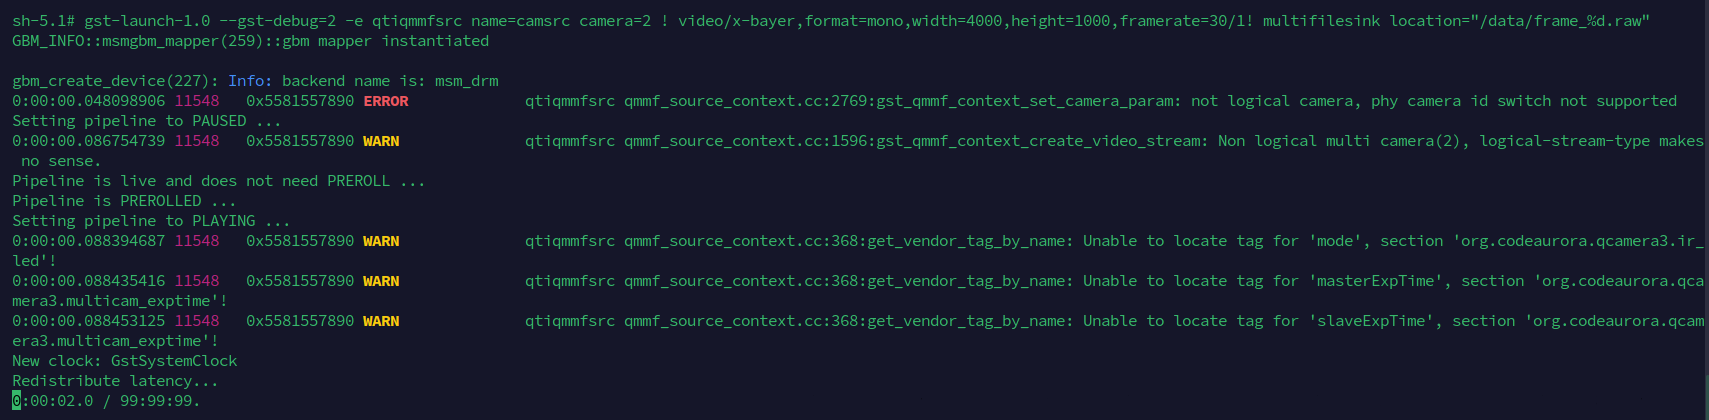 sh-5.1# gst-launch-1.0 --gst-debug=2 -e qtiqmmfsrc name=camsrc camera=2 ! video/x-bayer,format=mono,width=4000,height=1000,framerate=30/1! multifilesink location="/data/frame_%d.raw"
GBM_INFO::msmgbm_mapper(259)::gbm mapper instantiated
gbm_create_device(227): Info: backend name is: msm_drm
0:00:00.048098906 11548   0x5581557890 ERROR             qtiqmmfsrc qmmf_source_context.cc:2769:gst_qmmf_context_set_camera_param: not logical camera, phy camera id switch not supported
Setting pipeline to PAUSED ...
0:00:00.086754739 11548   0x5581557890 WARN              qtiqmmfsrc qmmf_source_context.cc:1596:gst_qmmf_context_create_video_stream: Non logical multi camera(2), logical-stream-type makes
 no sense.
Pipeline is live and does not need PREROLL ...
Pipeline is PREROLLED ...
Setting pipeline to PLAYING ...
0:00:00.088394687 11548   0x5581557890 WARN              qtiqmmfsrc qmmf_source_context.cc:368:get_vendor_tag_by_name: Unable to locate tag for 'mode', section 'org.codeaurora.qcamera3.ir_
led'!
0:00:00.088435416 11548   0x5581557890 WARN              qtiqmmfsrc qmmf_source_context.cc:368:get_vendor_tag_by_name: Unable to locate tag for 'masterExpTime', section 'org.codeaurora.qca
mera3.multicam_exptime'!
0:00:00.088453125 11548   0x5581557890 WARN              qtiqmmfsrc qmmf_source_context.cc:368:get_vendor_tag_by_name: Unable to locate tag for 'slaveExpTime', section 'org.codeaurora.qcam
era3.multicam_exptime'!
New clock: GstSystemClock
Redistribute latency...
0:00:02.0 / 99:99:99.